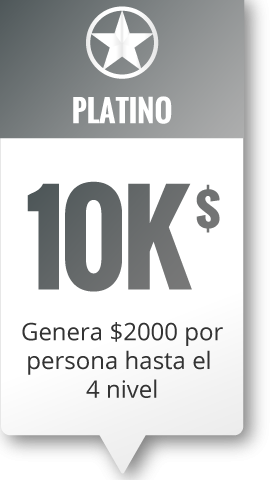 PLATINO
10K$
Genera $2000 por
persona hasta el
4 nivel